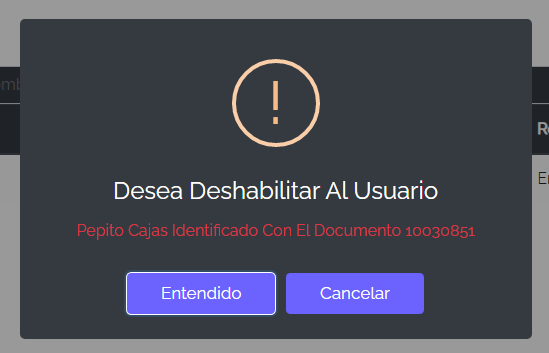 !
Desea Deshabilitar Al Usuario
Pepito Cajas Identificado Con El Documento 10030851
Entendido
Cancelar